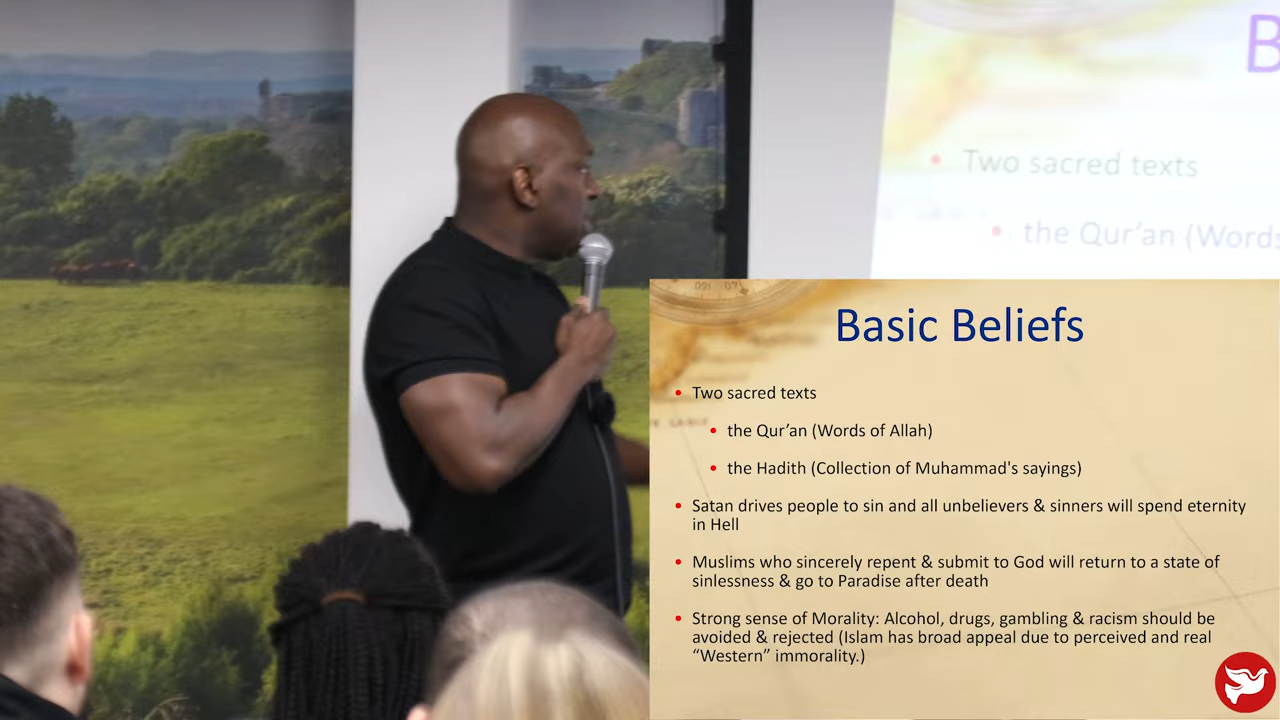 B
• Two sacred texts
• the Qur’an (Words
Basic Beliefs
• Two sacred texts
• the Qur’an (Words of Allah)
• the Hadith (Collection of Muhammad's sayings)
• Satan drives people to sin and all unbelievers & sinners will spend eternity
in Hell
• Muslims who sincerely repent & submit to God will return to a state of
sinlessness & go to Paradise after death
• Strong sense of Morality: Alcohol, drugs, gambling & racism should be
avoided & rejected (Islam has broad appeal due to perceived and real
“Western” immorality.)